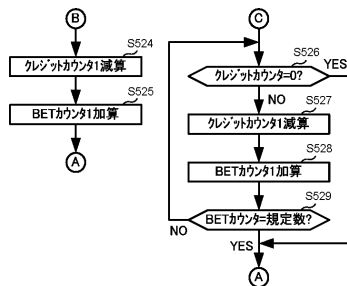 B
S524
クレジットカウンタ1減算
S525
BETカウンタ1加算
A
C
S526
クレジットカウンタ=0?
YES
NO
S527
クレジットカウンタ1減算
S528
BETカウンタ1加算
S529
BETカウンタ=規定数?
NO
YES
A